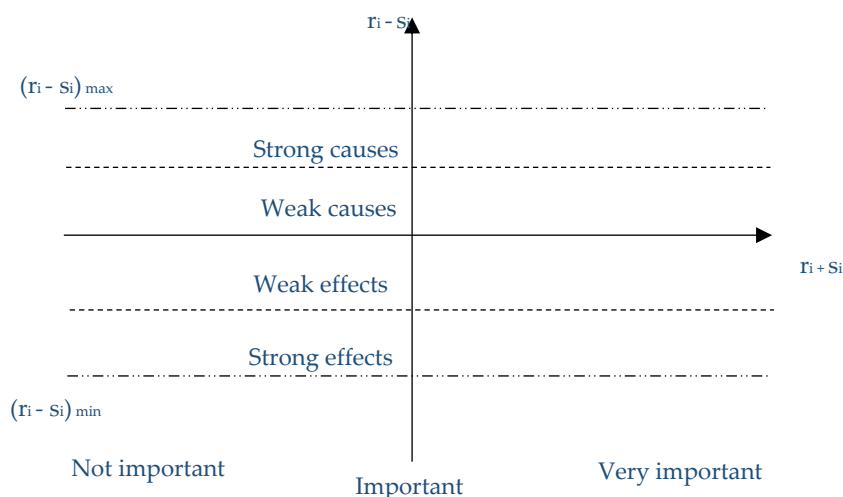 ri - si
(ri - si) max
Strong causes
Weak causes
ri + si
Weak effects
Strong effects
(ri - si) min
Not important
Important
Very important